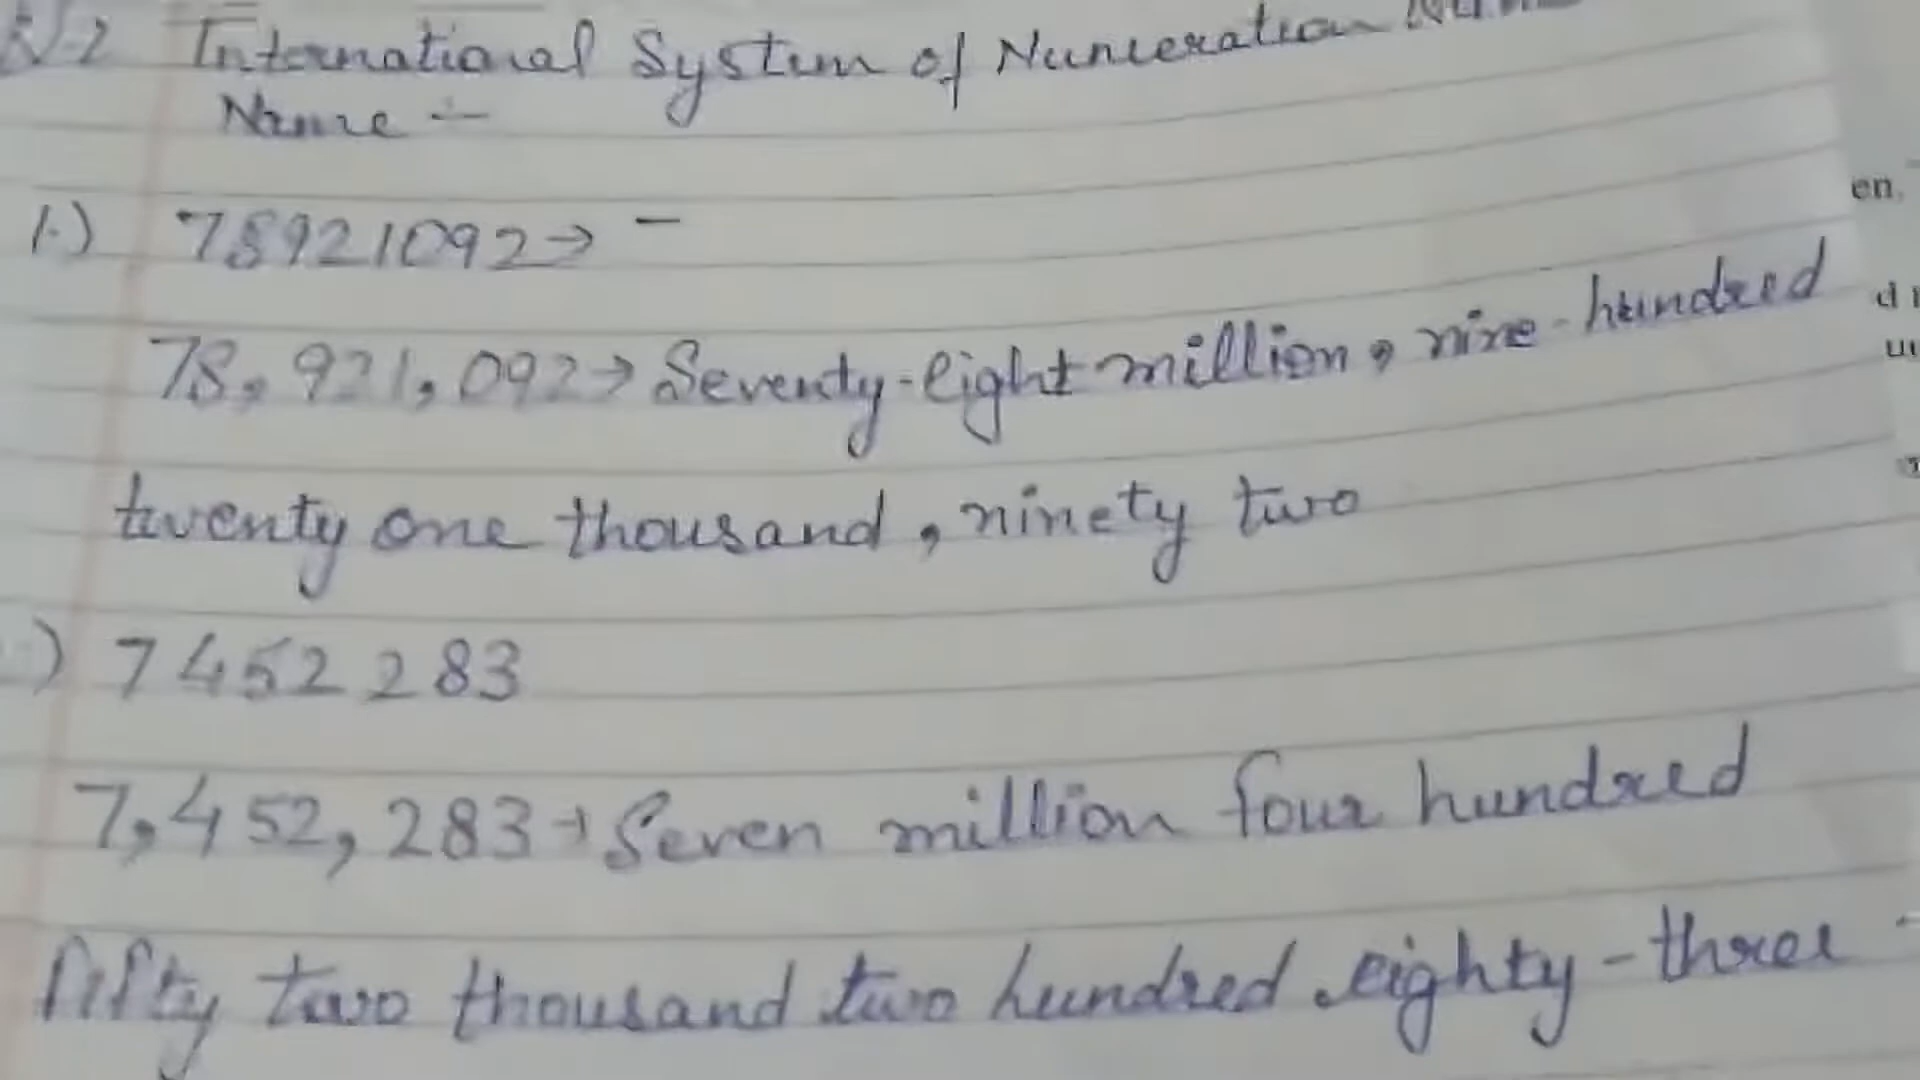 International System of Numeration
Name :-
1.) 78921092→ -
78,921,092→ Seventy-eight million, nine-hundred
twenty one thousand, ninety two
) 7452283
7,452,283→ Seven million four hundred
fifty two thousand two hundred eighty-three
en.